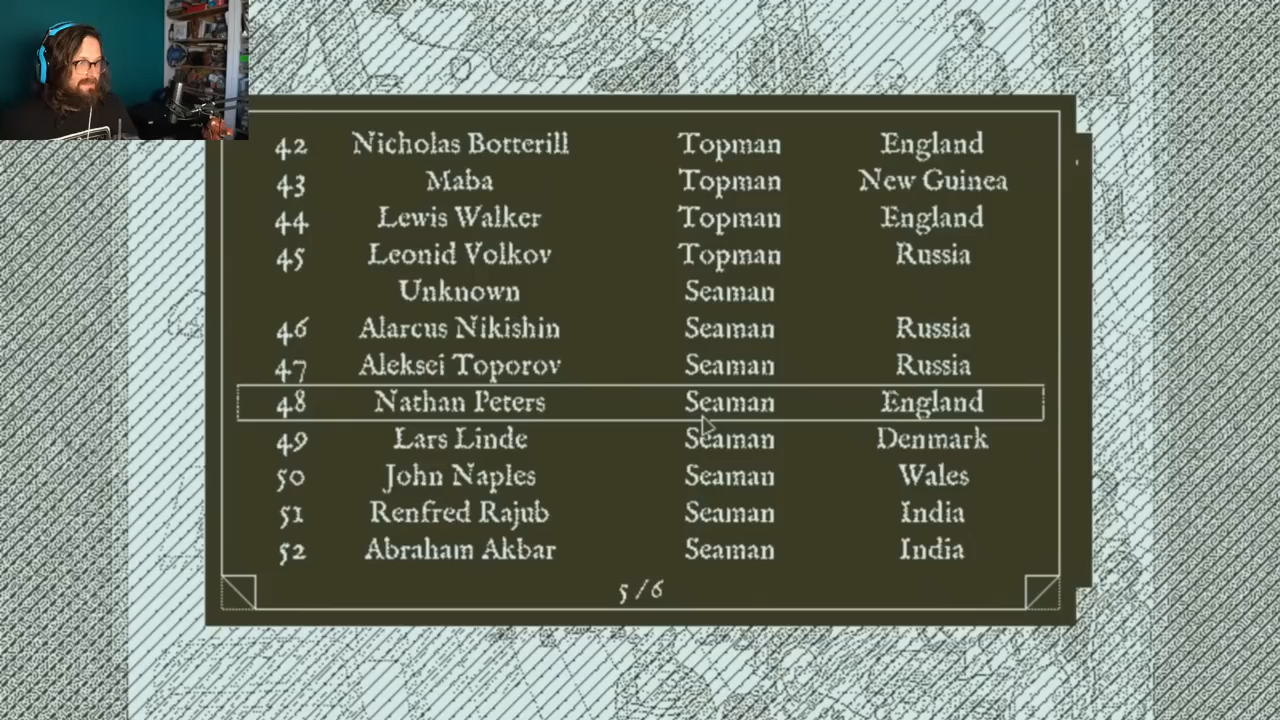 42 Nicholas Botterill Topman England
43 Maba Topman New Guinea
44 Lewis Walker Topman England
45 Leonid Volkov Topman Russia
Unknown Seaman
46 Alarcus Nikishin Seaman Russia
47 Aleksei Toporov Seaman Russia
48 Nathan Peters Seaman England
49 Lars Linde Seaman Denmark
50 John Naples Seaman Wales
51 Renfred Rajub Seaman India
52 Abraham Akbar Seaman India
5/6